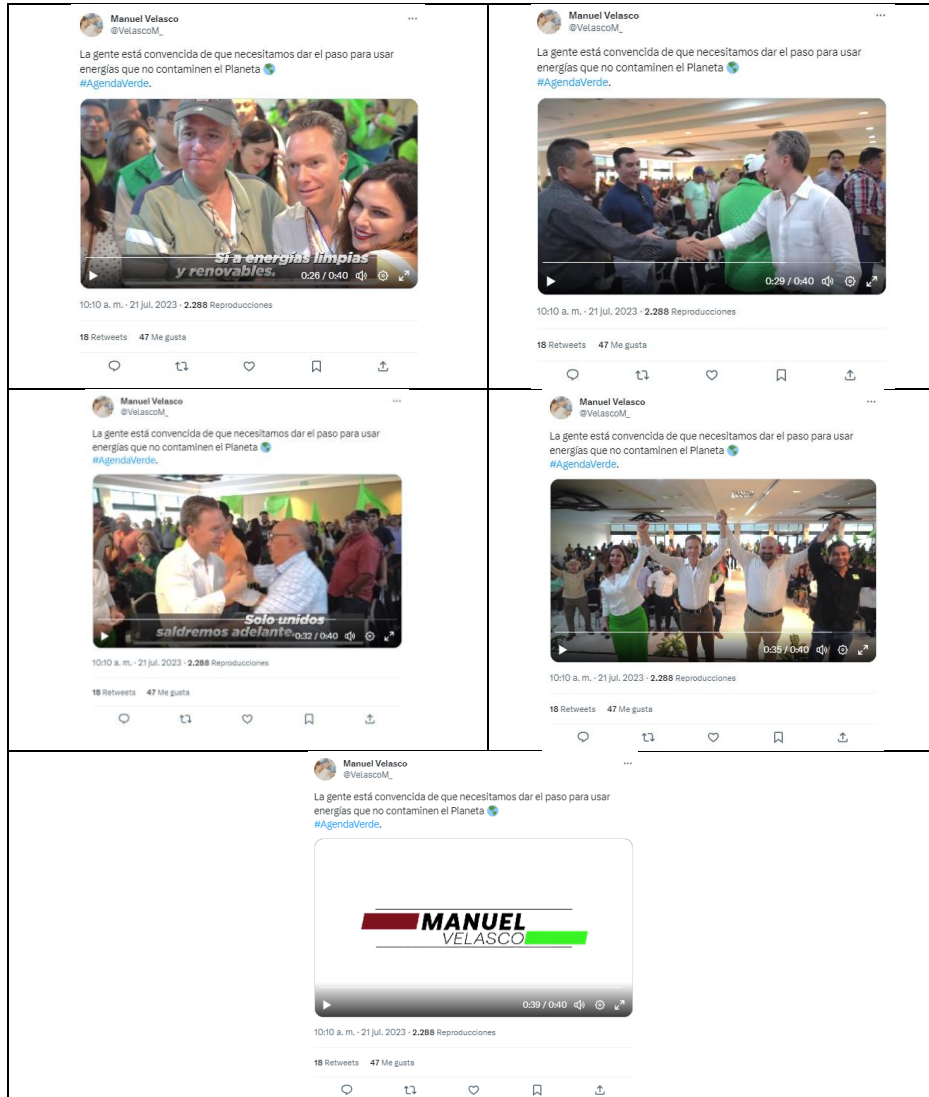 Manuel Velasco
@VelascoM_
La gente está convencida de que necesitamos dar el paso para usar
energías que no contaminen el Planeta 🌎
#AgendaVerde.
Sí a energías limpias
y renovables.
0:26 / 0:40
10:10 a. m. · 21 jul. 2023 · 2.288 Reproducciones
18 Retweets 47 Me gusta
Manuel Velasco
@VelascoM_
La gente está convencida de que necesitamos dar el paso para usar
energías que no contaminen el Planeta 🌎
#AgendaVerde.
0:29 / 0:40
10:10 a. m. · 21 jul. 2023 · 2.288 Reproducciones
18 Retweets 47 Me gusta
Manuel Velasco
@VelascoM_
La gente está convencida de que necesitamos dar el paso para usar
energías que no contaminen el Planeta 🌎
#AgendaVerde.
Solo unidos
saldremos adelante.
0:32 / 0:40
10:10 a. m. · 21 jul. 2023 · 2.288 Reproducciones
18 Retweets 47 Me gusta
Manuel Velasco
@VelascoM_
La gente está convencida de que necesitamos dar el paso para usar
energías que no contaminen el Planeta 🌎
#AgendaVerde.
0:35 / 0:40
10:10 a. m. · 21 jul. 2023 · 2.288 Reproducciones
18 Retweets 47 Me gusta
Manuel Velasco
@VelascoM_
La gente está convencida de que necesitamos dar el paso para usar
energías que no contaminen el Planeta 🌎
#AgendaVerde.
MANUEL
VELASCO
0:39 / 0:40
10:10 a. m. · 21 jul. 2023 · 2.288 Reproducciones
18 Retweets 47 Me gusta